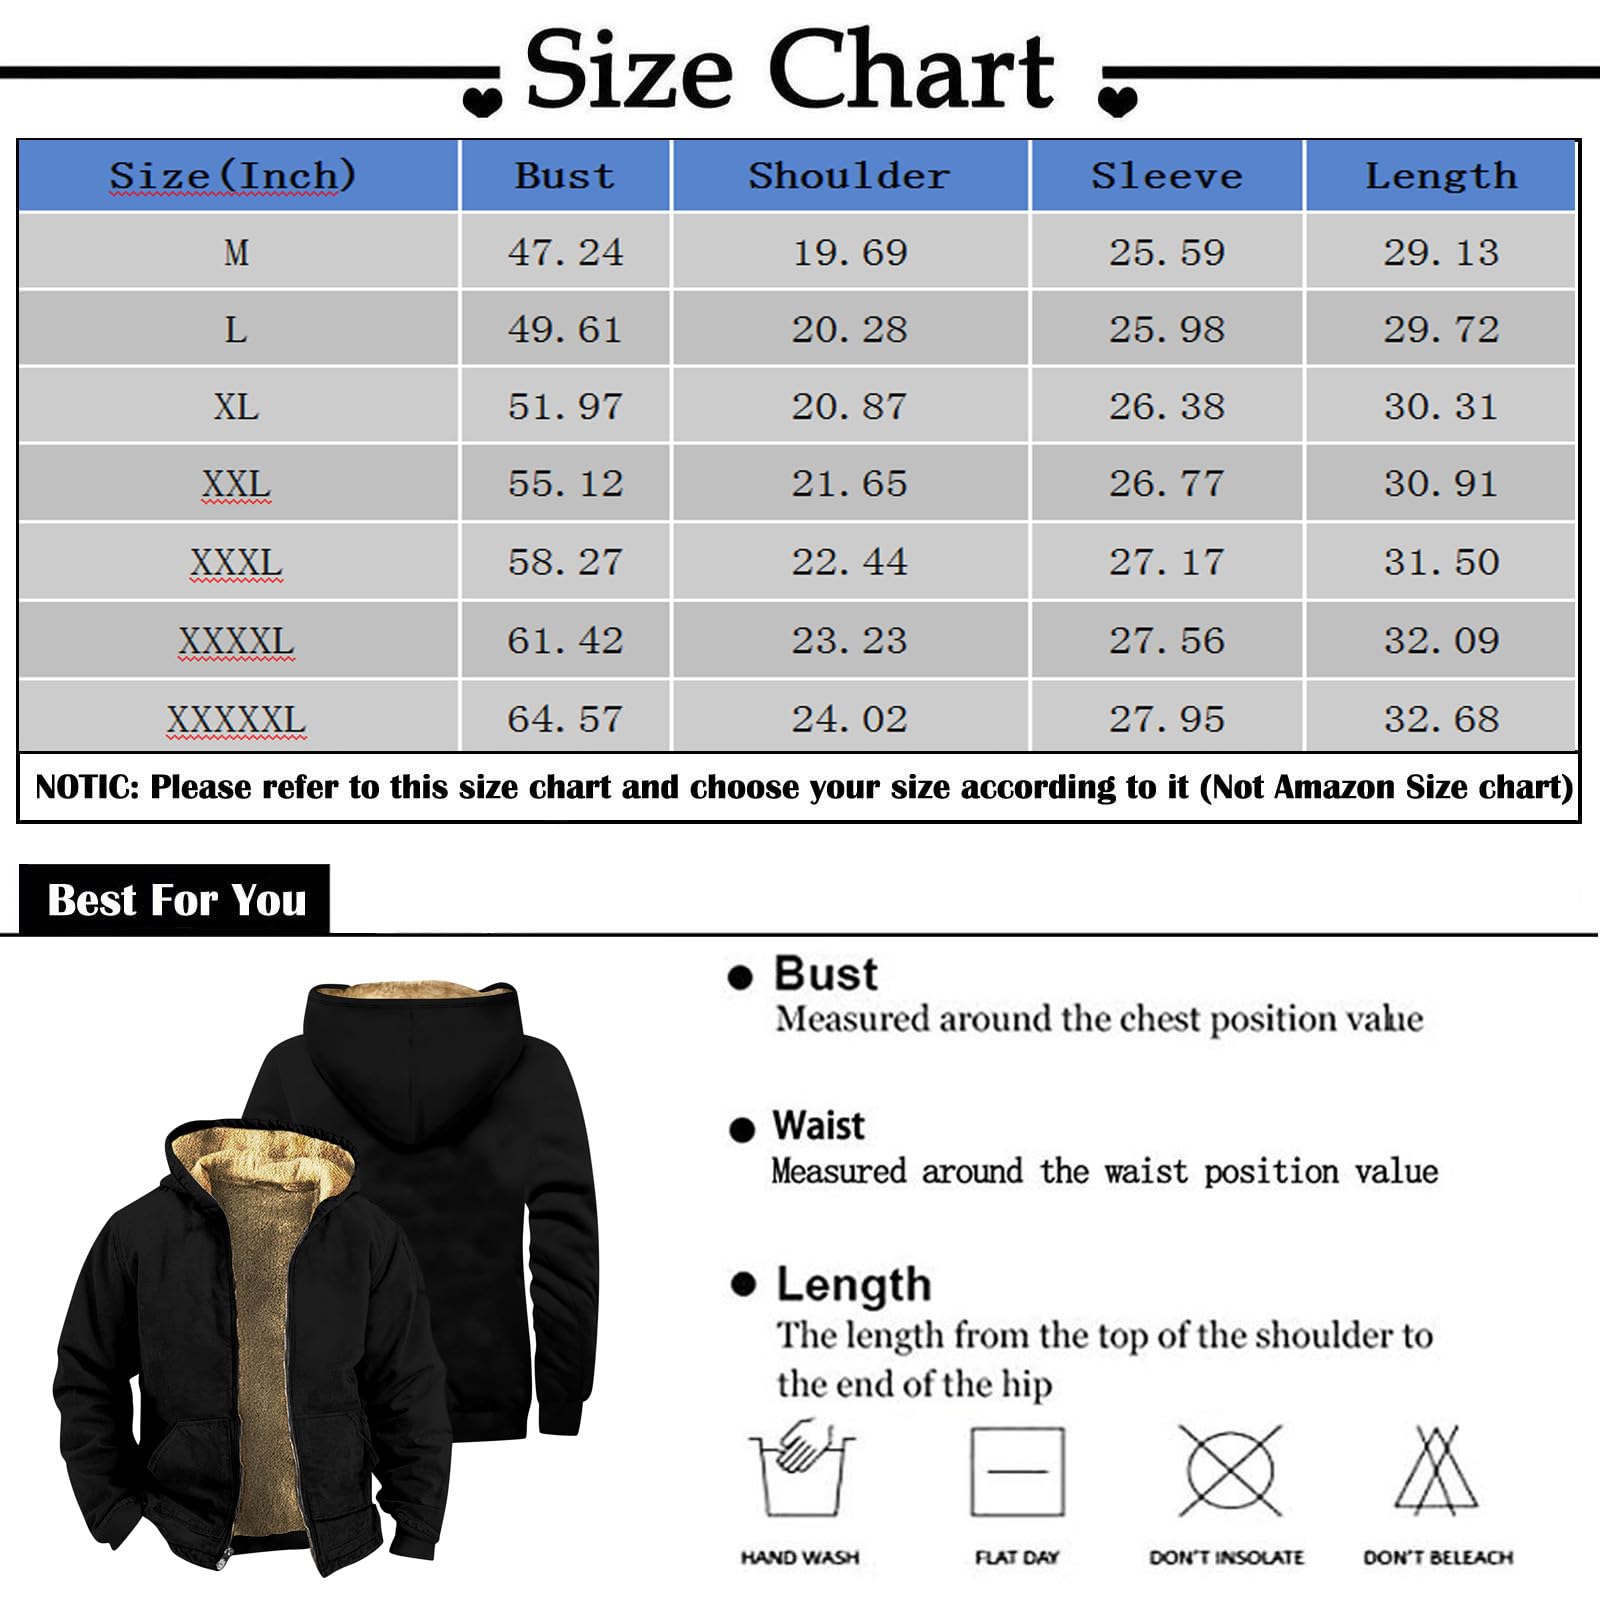 Size Chart
Size(Inch) Bust Shoulder Sleeve Length
M 47.24 19.69 25.59 29.13
L 49.61 20.28 25.98 29.72
XL 51.97 20.87 26.38 30.31
XXL 55.12 21.65 26.77 30.91
XXXL 58.27 22.44 27.17 31.50
XXXXL 61.42 23.23 27.56 32.09
XXXXXL 64.57 24.02 27.95 32.68
NOTIC: Please refer to this size chart and choose your size according to it (Not Amazon Size chart)
Best For You
Bust
Measured around the chest position value
Waist
Measured around the waist position value
Length
The length from the top of the shoulder to
the end of the hip
HAND WASH FLAT DAY DON'T INSOLATE DON'T BELEACH